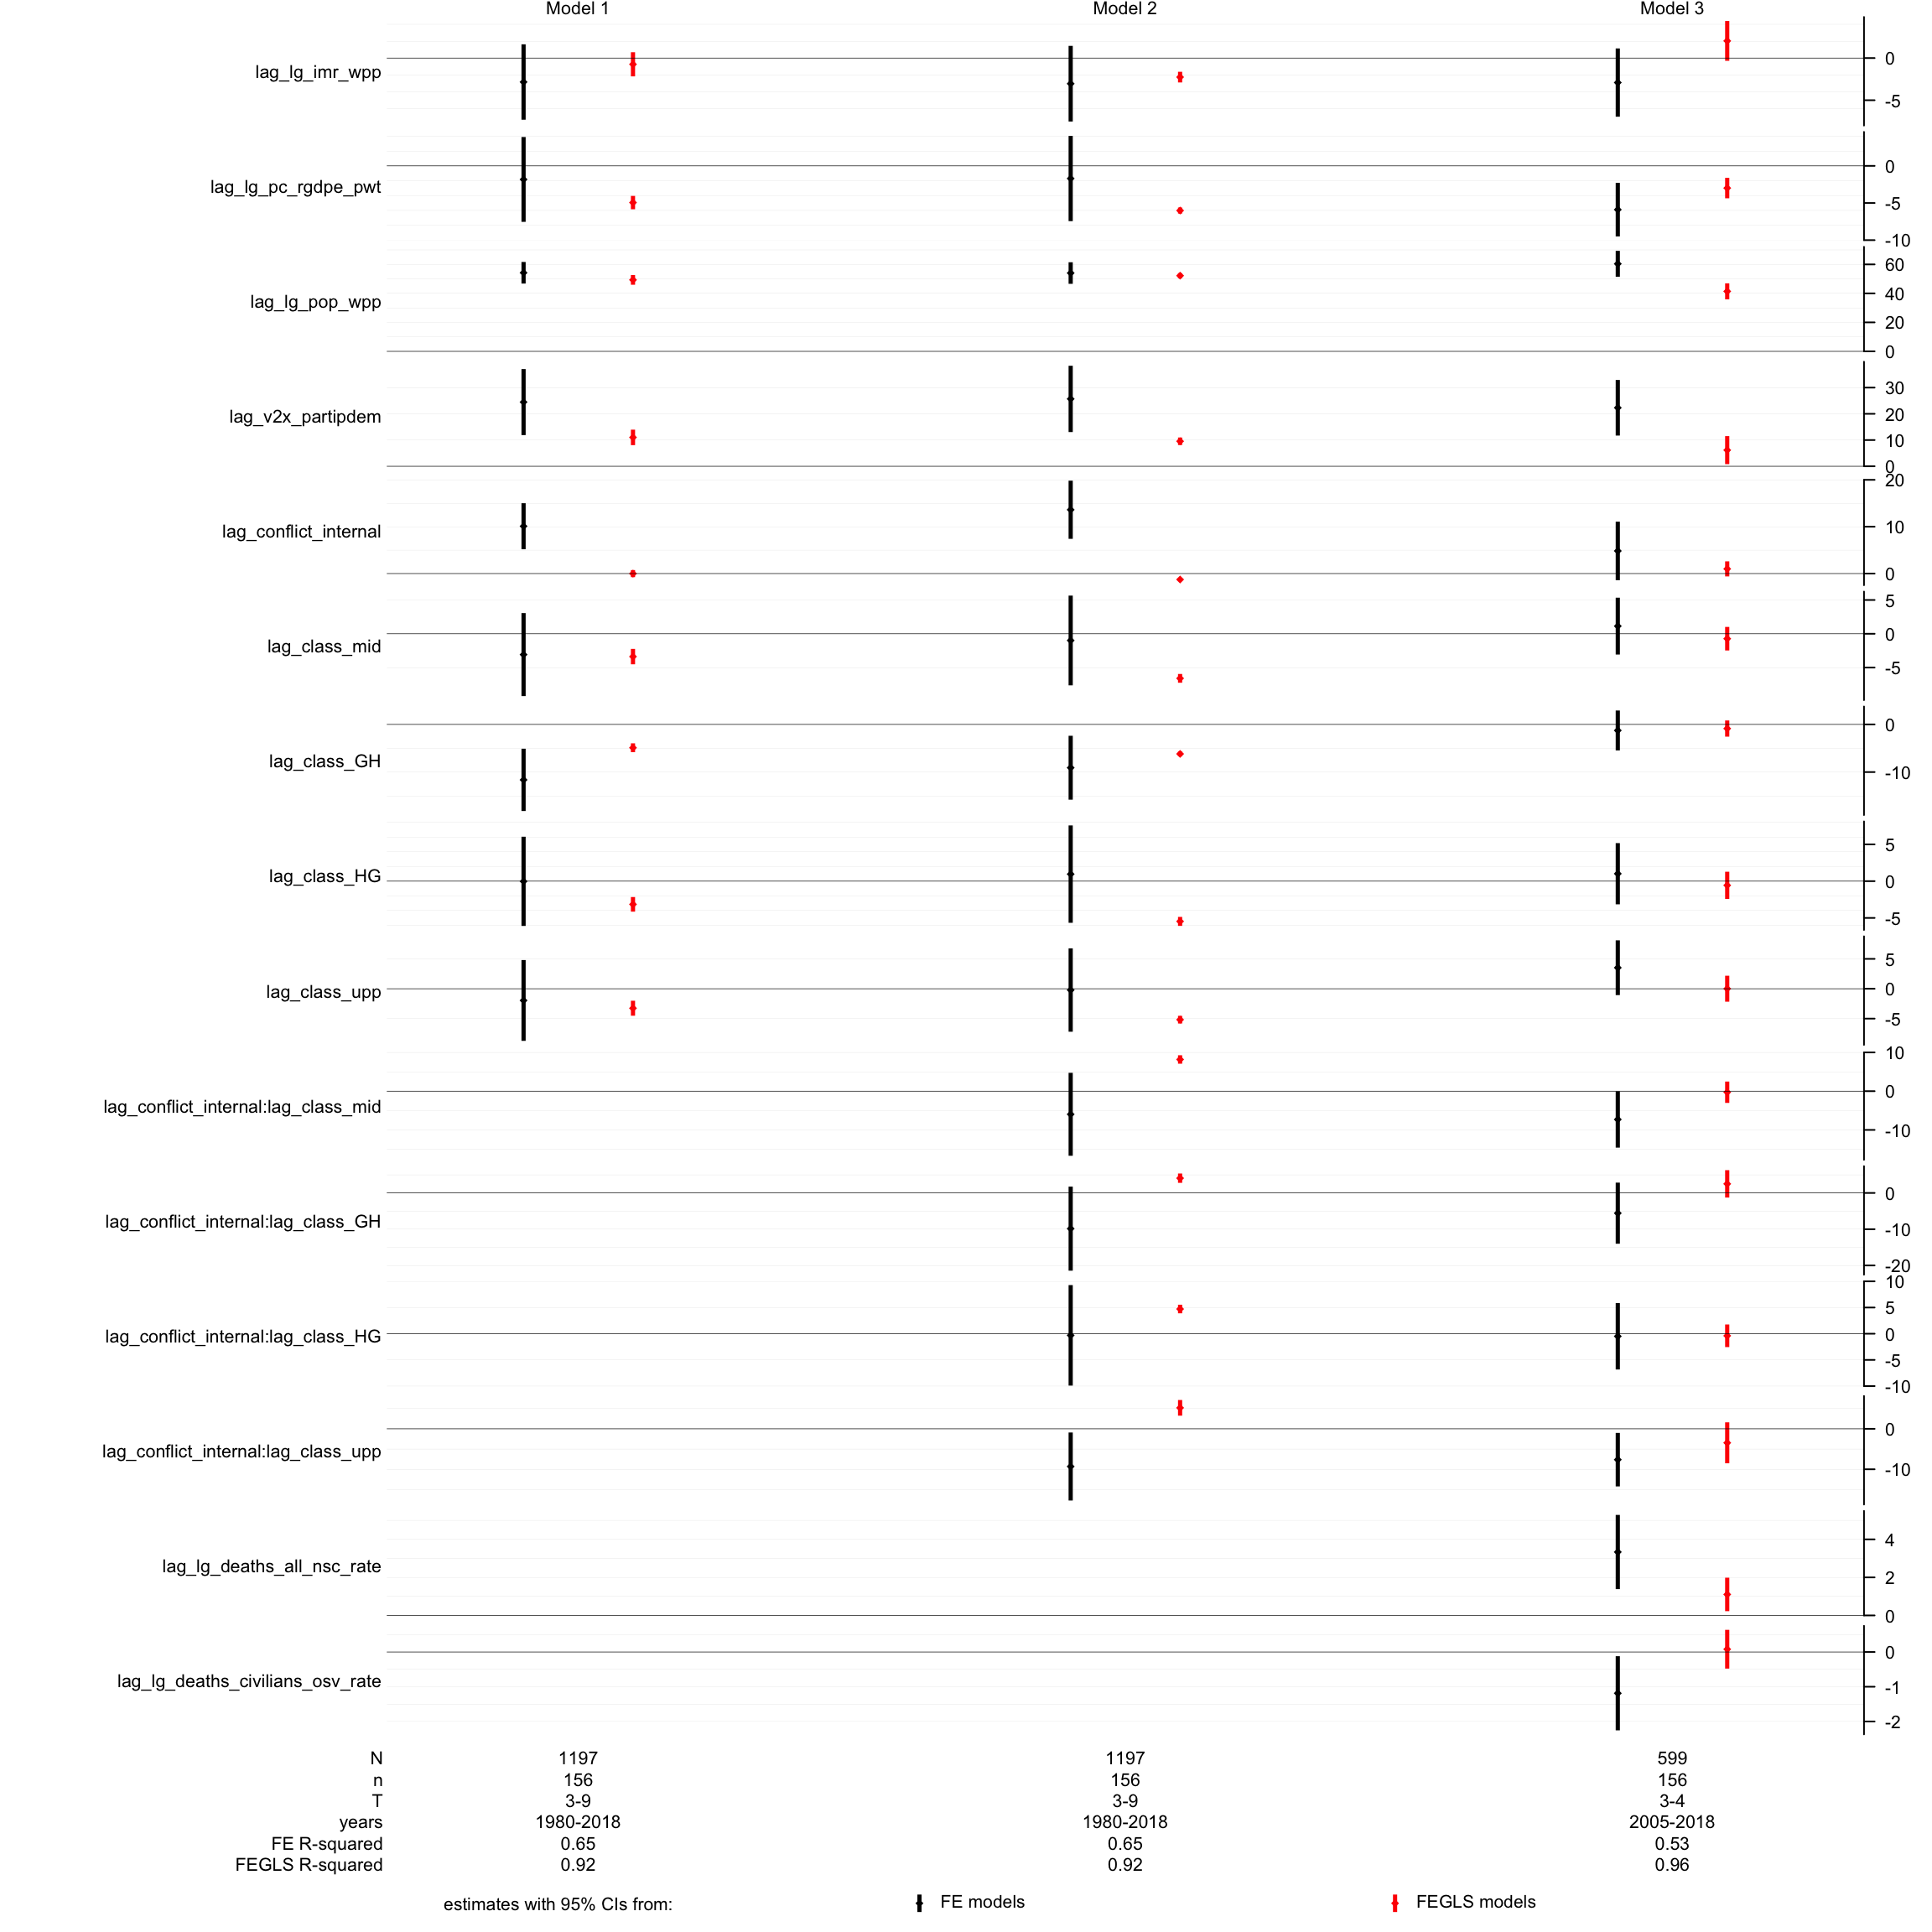 Model 1 Model 2 Model 3
lag_lg_imr_wpp
0
-5
lag_lg_pc_rgdpe_pwt
0
-5
-10
lag_lg_pop_wpp
60
40
20
0
lag_v2x_partipdem
30
20
10
0
lag_conflict_internal
20
10
0
lag_class_mid
5
0
-5
lag_class_GH
0
-10
lag_class_HG
5
0
-5
lag_class_upp
5
0
-5
lag_conflict_internal:lag_class_mid
10
0
-10
lag_conflict_internal:lag_class_GH
0
-10
-20
lag_conflict_internal:lag_class_HG
10
5
0
-5
-10
lag_conflict_internal:lag_class_upp
0
-10
lag_lg_deaths_all_nsc_rate
4
2
0
lag_lg_deaths_civilians_osv_rate
0
-1
-2
N 1197 1197 599
n 156 156 156
T 3-9 3-9 3-4
years 1980-2018 1980-2018 2005-2018
FE R-squared 0.65 0.65 0.53
FEGLS R-squared 0.92 0.92 0.96
estimates with 95% CIs from: FE models FEGLS models